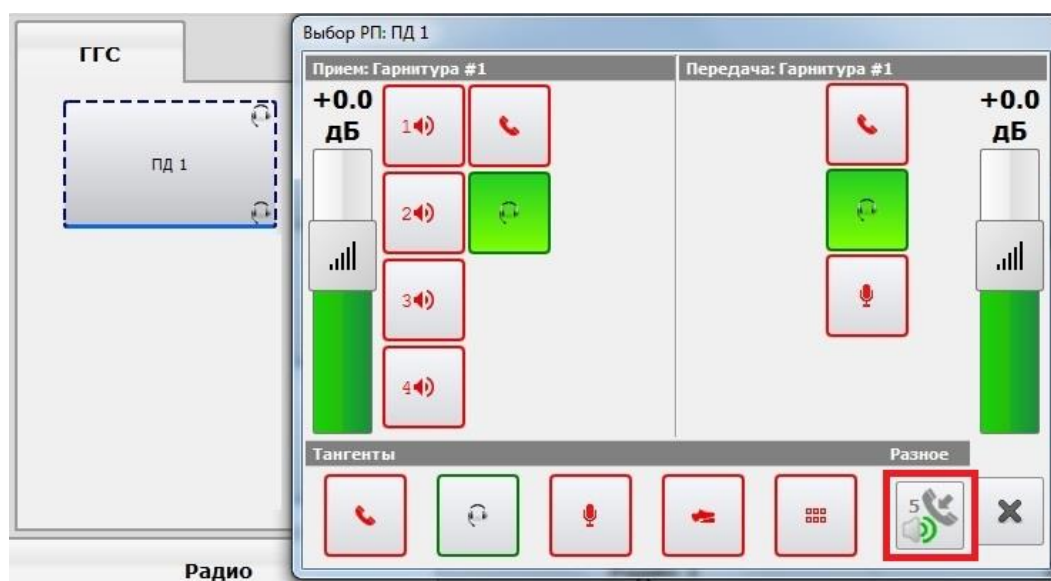 ГГС
ПД 1
Выбор РП: ПД 1
Прием: Гарнитура #1
Передача: Гарнитура #1
+0.0
дБ
1
2
3
4
+0.0
дБ
Тангенты
Разное
5
Радио